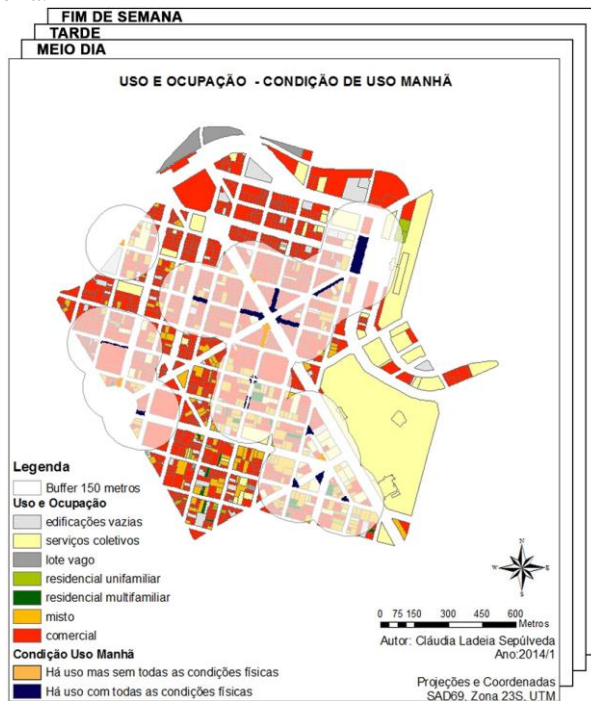 FIM DE SEMANA
TARDE
MEIO DIA
USO E OCUPAÇÃO - CONDIÇÃO DE USO MANHÃ
Legenda
Buffer 150 metros
Uso e Ocupação
edificações vazias
serviços coletivos
lote vago
residencial unifamiliar
residencial multifamiliar
misto
comercial
Condição Uso Manhã
Há uso mas sem todas as condições físicas
Há uso com todas as condições físicas
N
W E
S
0 75 150 300 450 600
Metros
Autor: Cláudia Ladeia Sepúlveda
Ano:2014/1
Projeções e Coordenadas
SAD69, Zona 23S, UTM